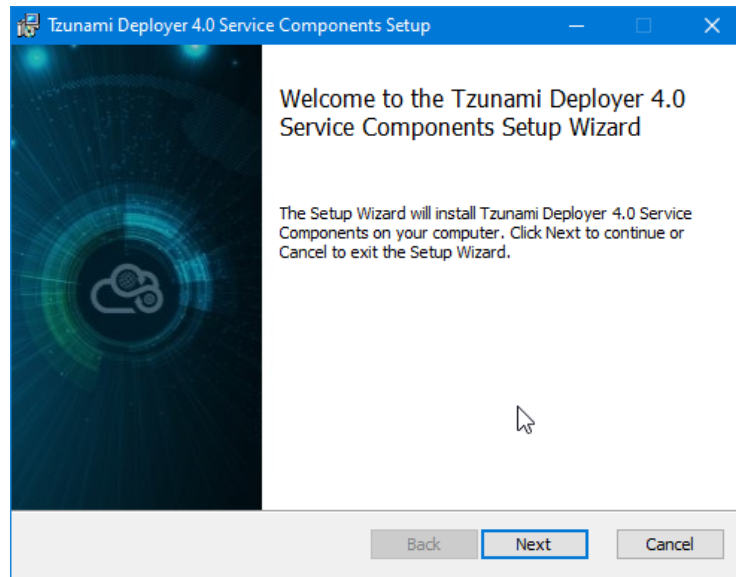 Tzunami Deployer 4.0 Service Components Setup
Welcome to the Tzunami Deployer 4.0
Service Components Setup Wizard
The Setup Wizard will install Tzunami Deployer 4.0 Service
Components on your computer. Click Next to continue or
Cancel to exit the Setup Wizard.
Back
Next
Cancel